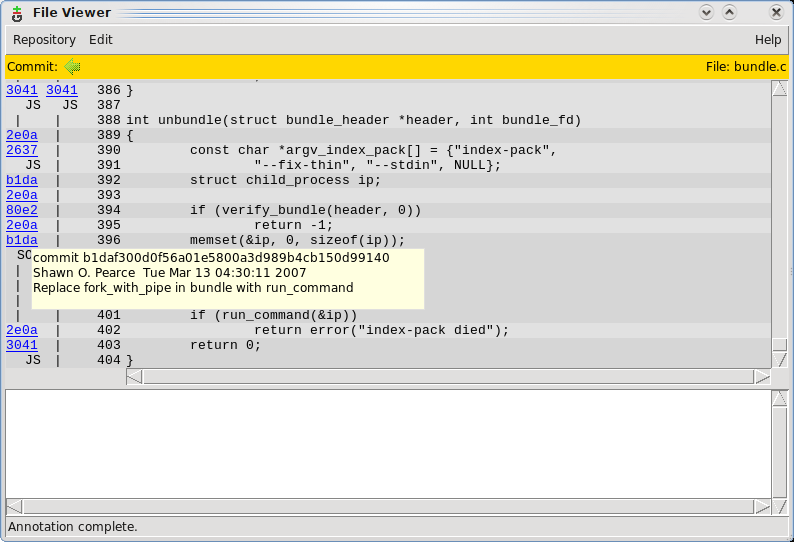 File Viewer
Repository Edit Help
Commit: File: bundle.c
3041 3041 386 }
JS JS 387
| | 388 int unbundle(struct bundle_header *header, int bundle_fd)
2e0a | 389 {
2637 | 390 const char *argv_index_pack[] = {"index-pack",
JS | 391 "--fix-thin", "--stdin", NULL};
b1da | 392 struct child_process ip;
2e0a | 393
80e2 | 394 if (verify_bundle(header, 0))
2e0a | 395 return -1;
b1da | 396 memset(&ip, 0, sizeof(ip));
commit b1daf300d0f56a01e5800a3d989b4cb150d99140
Shawn O. Pearce Tue Mar 13 04:30:11 2007
Replace fork_with_pipe in bundle with run_command
| | 401 if (run_command(&ip))
2e0a | 402 return error("index-pack died");
3041 | 403 return 0;
JS | 404 }
Annotation complete.